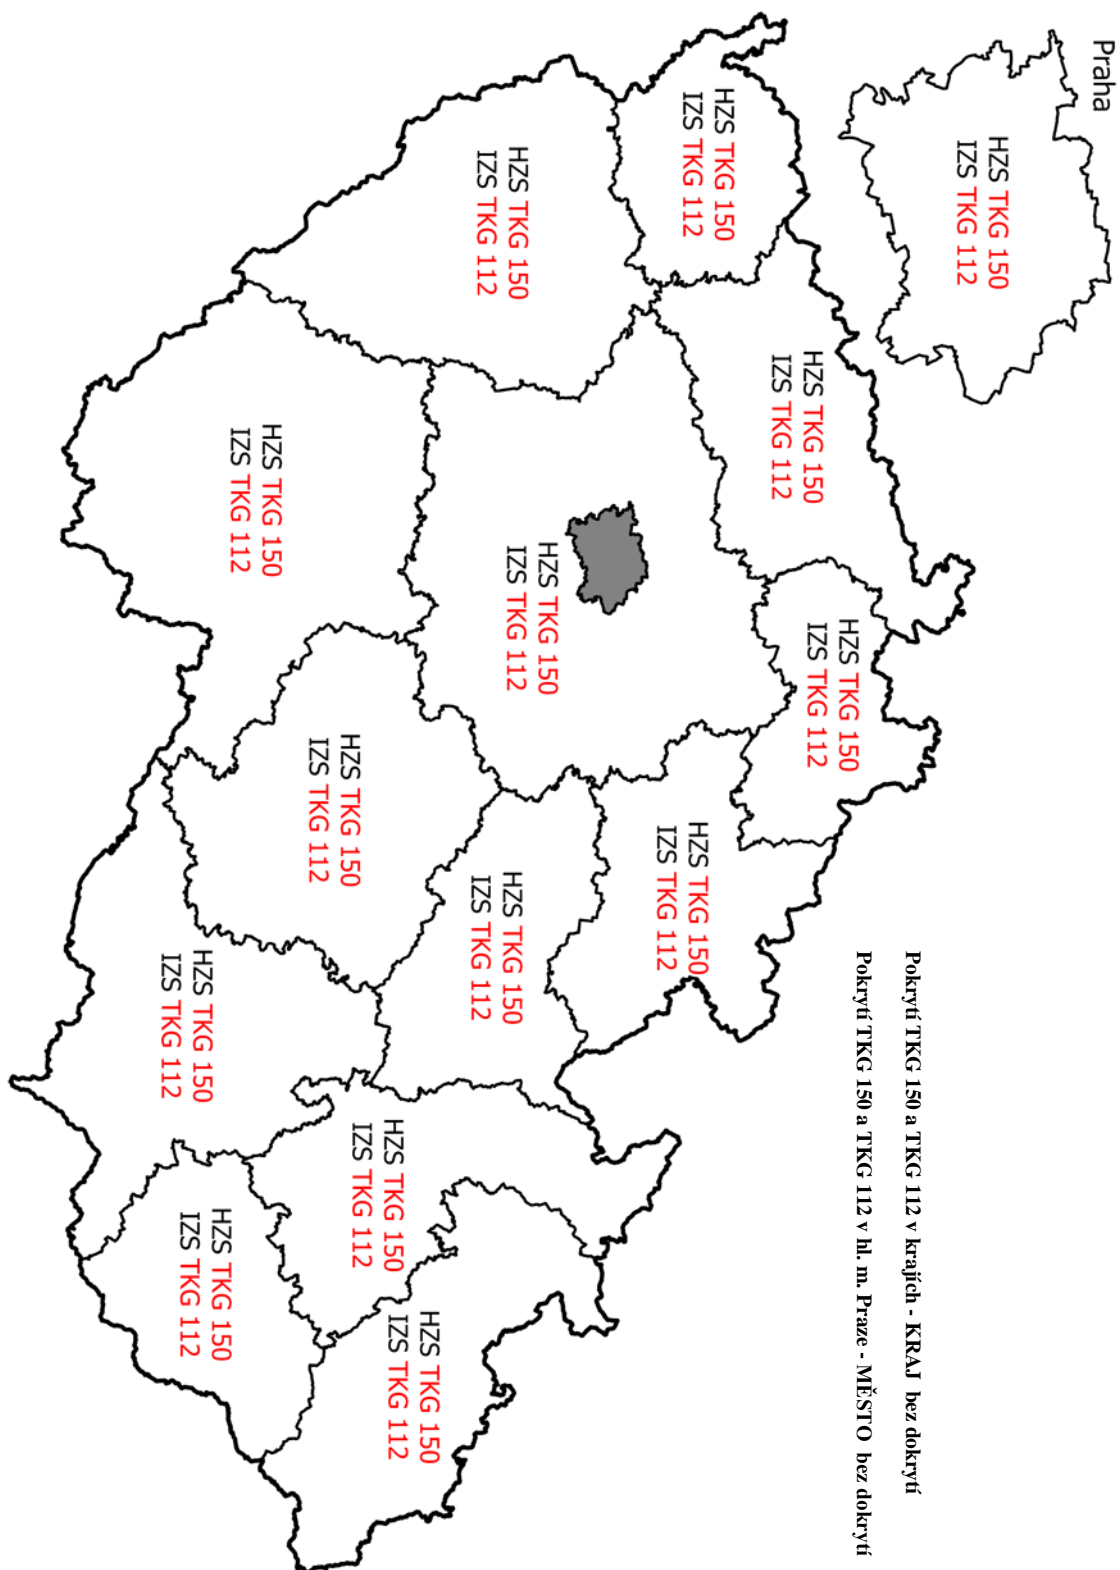 Praha
HZS TKG 150
IZS TKG 112
Pokrytí TKG 150 a TKG 112 v krajích - KRAJ bez dokrytí
Pokrytí TKG 150 a TKG 112 v hl. m. Praze - MĚSTO bez dokrytí
HZS TKG 150
IZS TKG 112
HZS TKG 150
IZS TKG 112
HZS TKG 150
IZS TKG 112
HZS TKG 150
IZS TKG 112
HZS TKG 150
IZS TKG 112
HZS TKG 150
IZS TKG 112
HZS TKG 150
IZS TKG 112
HZS TKG 150
IZS TKG 112
HZS TKG 150
IZS TKG 112
HZS TKG 150
IZS TKG 112
HZS TKG 150
IZS TKG 112
HZS TKG 150
IZS TKG 112
HZS TKG 150
IZS TKG 112